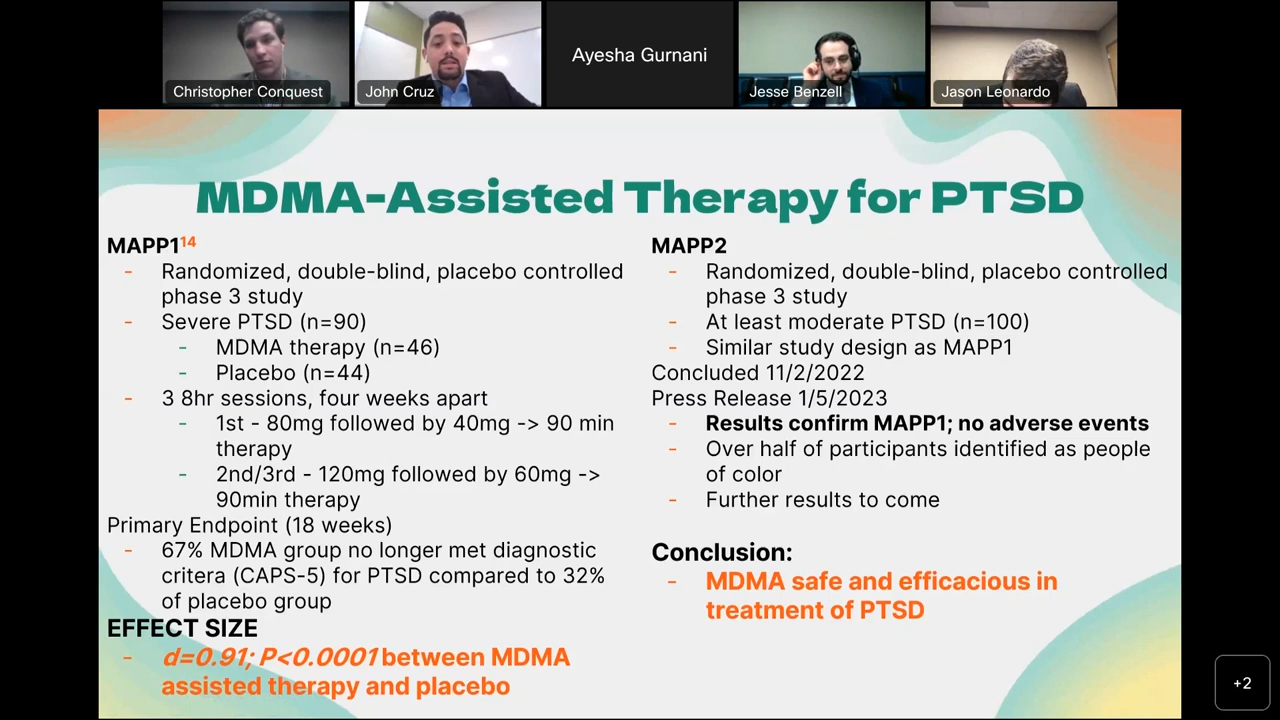 Christopher Conquest
John Cruz
Ayesha Gurnani
Jesse Benzell
Jason Leonardo
MDMA-Assisted Therapy for PTSD
MAPP1¹⁴
- Randomized, double-blind, placebo controlled
phase 3 study
- Severe PTSD (n=90)
- MDMA therapy (n=46)
- Placebo (n=44)
- 3 8hr sessions, four weeks apart
- 1st - 80mg followed by 40mg -> 90 min
therapy
- 2nd/3rd - 120mg followed by 60mg ->
90min therapy
Primary Endpoint (18 weeks)
- 67% MDMA group no longer met diagnostic
critera (CAPS-5) for PTSD compared to 32%
of placebo group
EFFECT SIZE
- d=0.91; P<0.0001 between MDMA
assisted therapy and placebo
MAPP2
- Randomized, double-blind, placebo controlled
phase 3 study
- At least moderate PTSD (n=100)
- Similar study design as MAPP1
Concluded 11/2/2022
Press Release 1/5/2023
- Results confirm MAPP1; no adverse events
- Over half of participants identified as people
of color
- Further results to come
Conclusion:
- MDMA safe and efficacious in
treatment of PTSD
+2